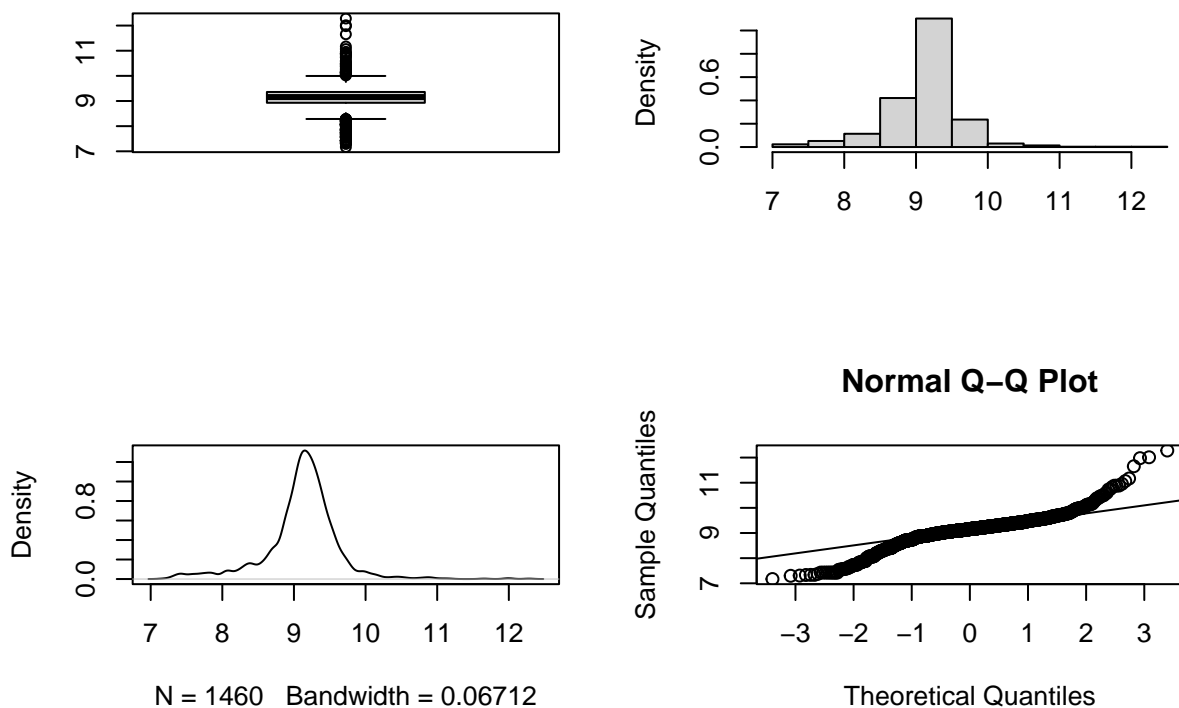 7 9 11
Density
0.0 0.6
7 8 9 10 11 12
Density
0.0 0.8
7 8 9 10 11 12
N = 1460 Bandwidth = 0.06712
Normal Q−Q Plot
Sample Quantiles
7 9 11
−3 −2 −1 0 1 2 3
Theoretical Quantiles